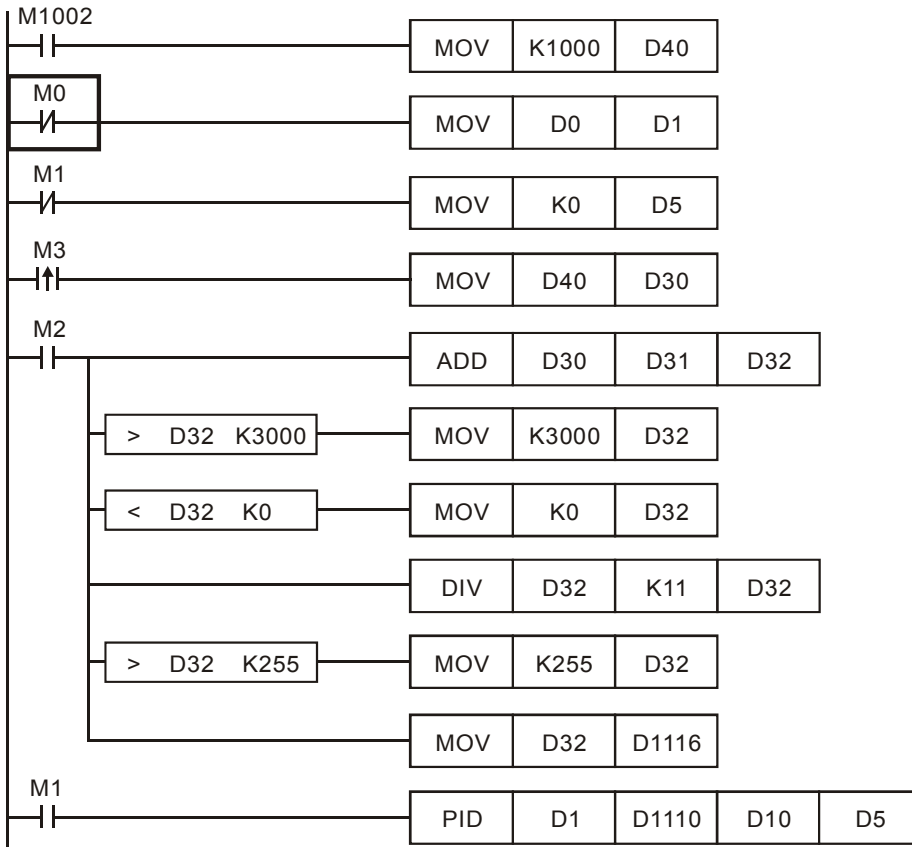 M1002
MOV K1000 D40
M0
MOV D0 D1
M1
MOV K0 D5
M3
MOV D40 D30
M2
ADD D30 D31 D32
> D32 K3000 MOV K3000 D32
< D32 K0 MOV K0 D32
DIV D32 K11 D32
> D32 K255 MOV K255 D32
MOV D32 D1116
M1
PID D1 D1110 D10 D5